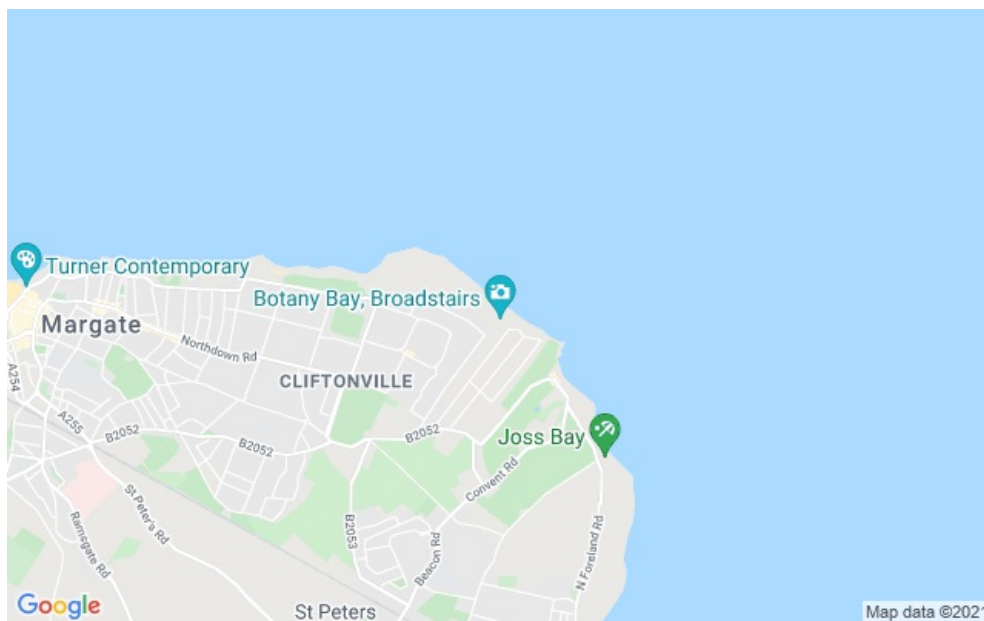 Turner Contemporary
Botany Bay, Broadstairs
Margate
Northdown Rd
A254
CLIFTONVILLE
A255
B2052
B2052
B2052
Joss Bay
Convent Rd
St Peter's Rd
Ramsgate Rd
B2053
Beacon Rd
N Foreland Rd
St Peters
Google
Map data ©2021